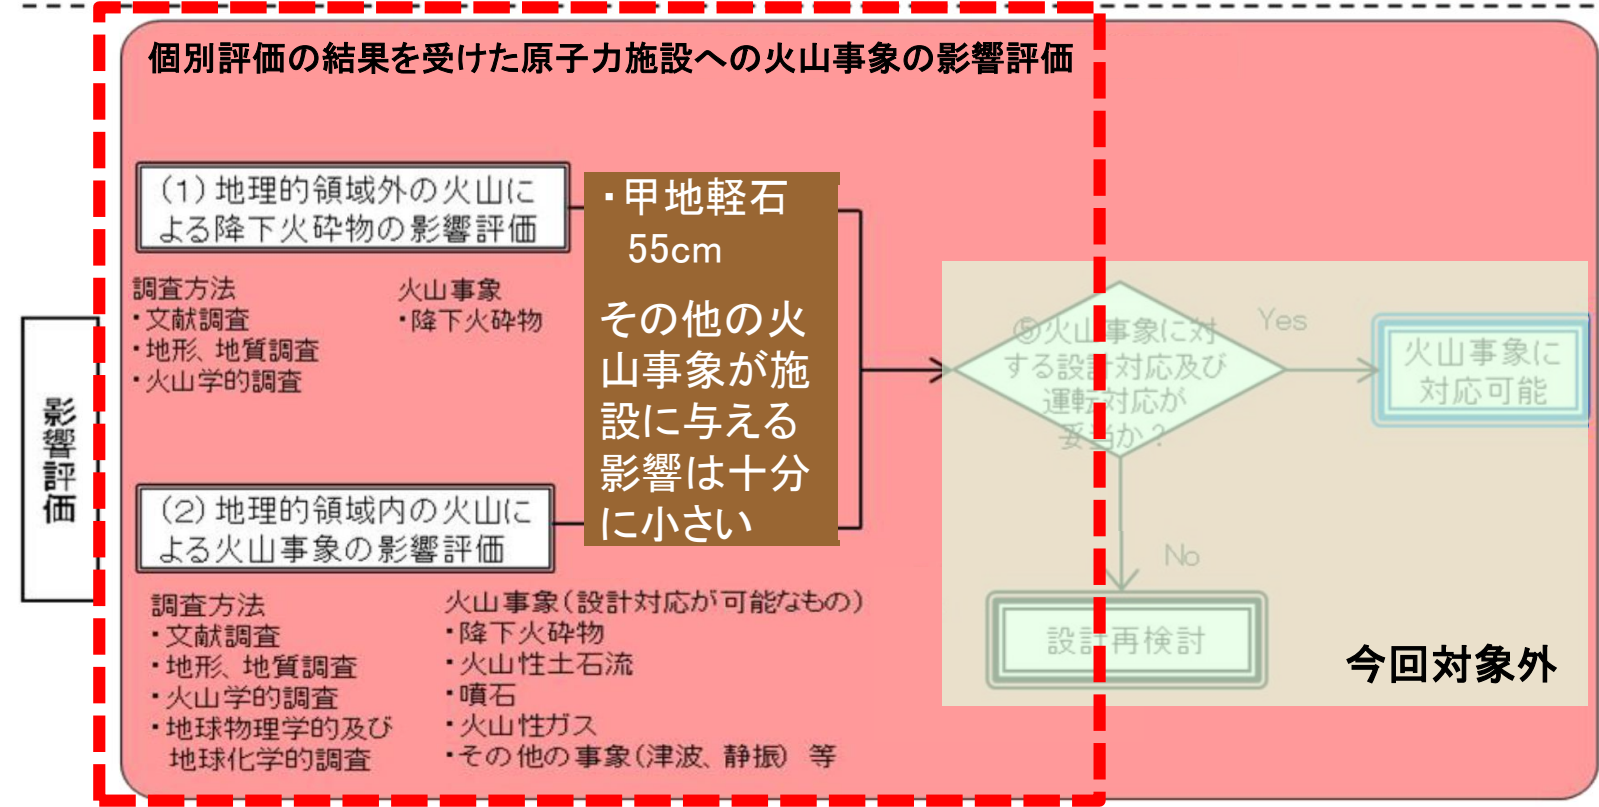 個別評価の結果を受けた原子力施設への火山事象の影響評価
影響評価
(1)地理的領域外の火山に
よる降下火砕物の影響評価
調査方法
・文献調査
・地形、地質調査
・火山学的調査
火山事象
・降下火砕物
・甲地軽石
55cm
その他の火
山事象が施
設に与える
影響は十分
に小さい
(2)地理的領域内の火山に
よる火山事象の影響評価
調査方法
・文献調査
・地形、地質調査
・火山学的調査
・地球物理学的及び
地球化学的調査
火山事象(設計対応が可能なもの)
・降下火砕物
・火山性土石流
・噴石
・火山性ガス
・その他の事象(津波、静振) 等
⑤火山事象に対
する設計対応及び
運転対応が
妥当か?
Yes
火山事象に
対応可能
No
設計再検討
今回対象外